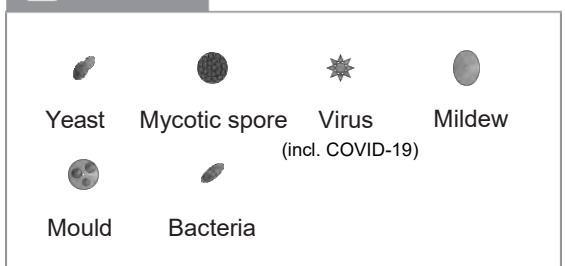 Yeast Mycotic spore Virus Mildew
(incl. COVID-19)
Mould Bacteria